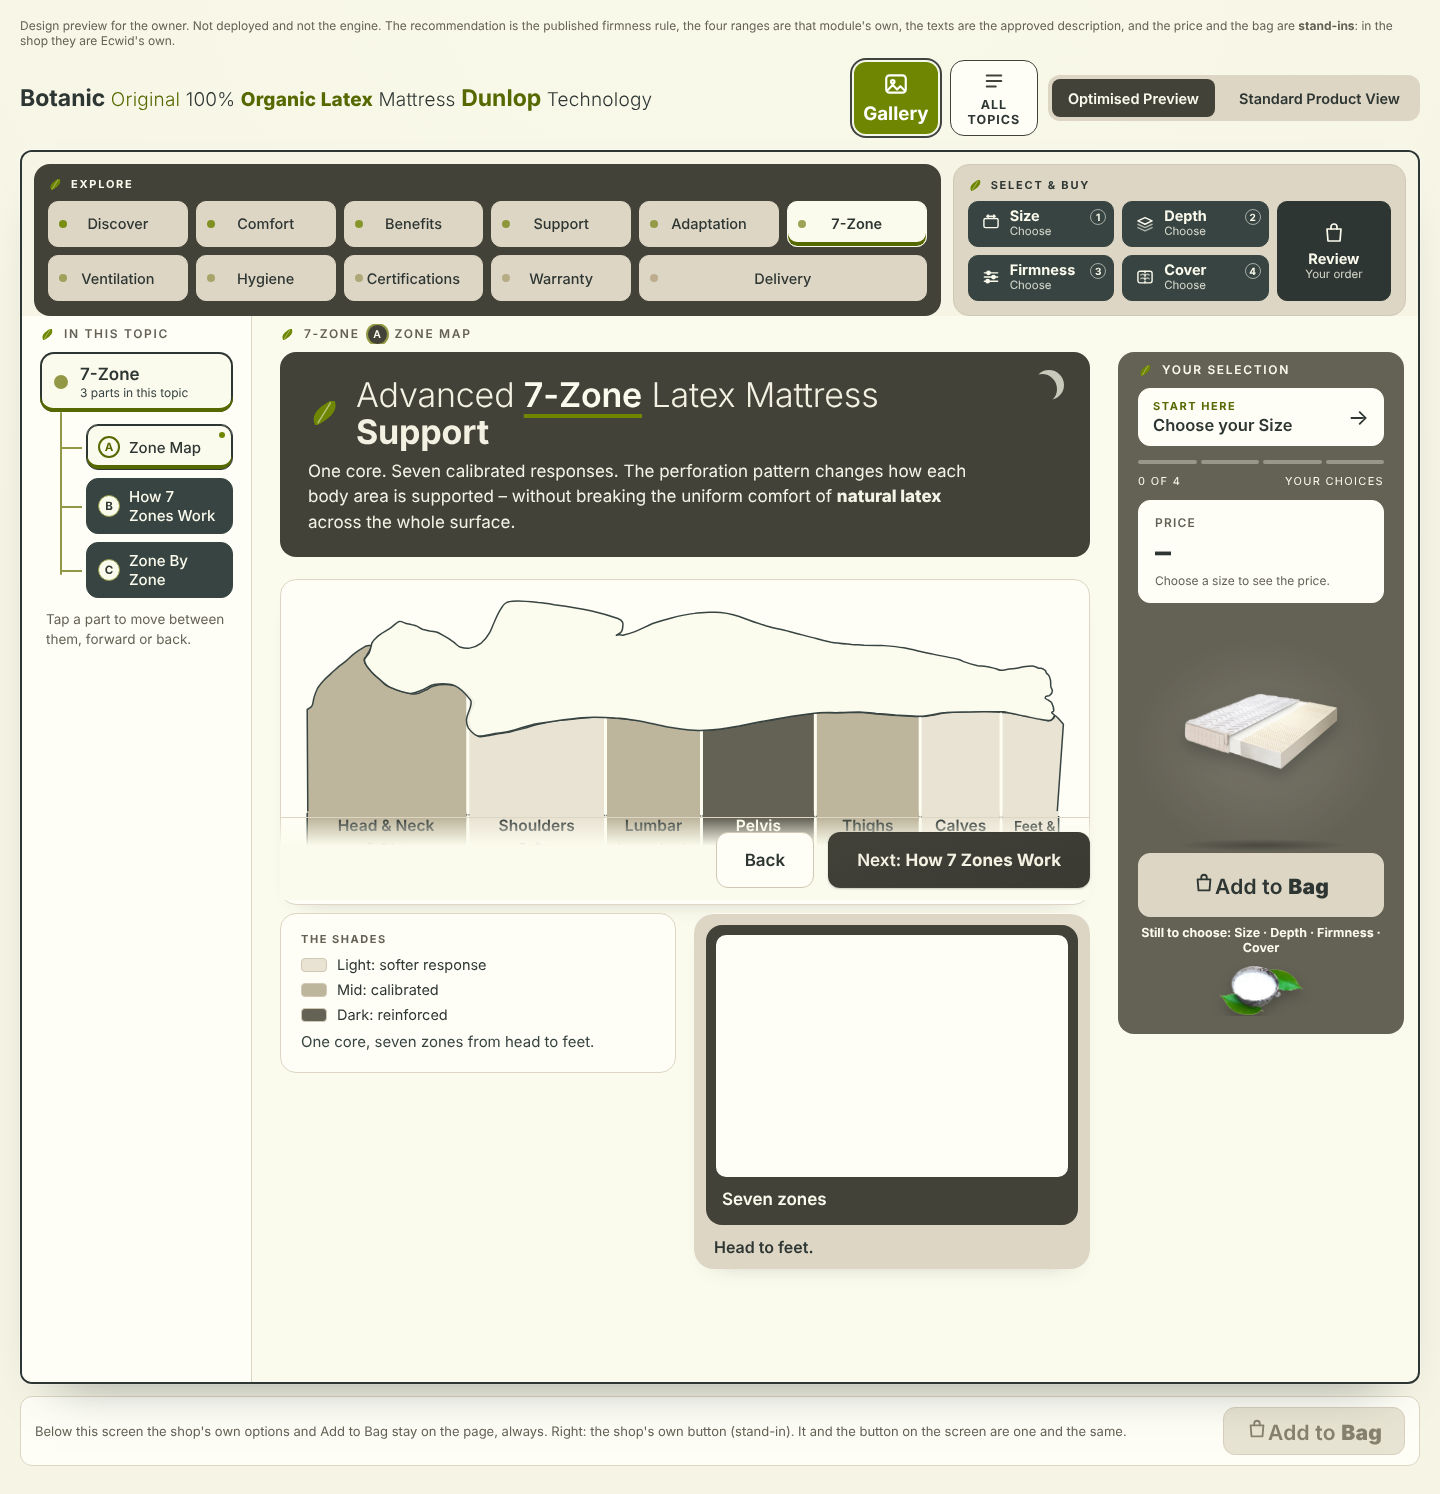 Design preview for the owner. Not deployed and not the engine. The recommendation is the published firmness rule, the four ranges are that module's own, the texts are the approved description, and the price and the bag are stand-ins: in the
shop they are Ecwid's own.
Botanic Original 100% Organic Latex Mattress Dunlop Technology
Gallery
ALL
TOPICS
Optimised Preview
Standard Product View
EXPLORE
Discover
Comfort
Benefits
Support
Adaptation
7-Zone
Ventilation
Hygiene
Certifications
Warranty
Delivery
SELECT & BUY
Size
Choose
1
Depth
Choose
2
Firmness
Choose
3
Cover
Choose
4
Review
Your order
IN THIS TOPIC
7-Zone
3 parts in this topic
A
Zone Map
B
How 7
Zones Work
C
Zone By
Zone
Tap a part to move between
them, forward or back.
7-ZONE A ZONE MAP
Advanced 7-Zone Latex Mattress
Support
One core. Seven calibrated responses. The perforation pattern changes how each
body area is supported – without breaking the uniform comfort of natural latex
across the whole surface.
Head & Neck
Shoulders
Lumbar
Pelvis
Thighs
Calves
Feet &
Back
Next: How 7 Zones Work
THE SHADES
Light: softer response
Mid: calibrated
Dark: reinforced
One core, seven zones from head to feet.
Seven zones
Head to feet.
YOUR SELECTION
START HERE
Choose your Size
0 OF 4
YOUR CHOICES
PRICE
–
Choose a size to see the price.
Add to Bag
Still to choose: Size · Depth · Firmness ·
Cover
Below this screen the shop's own options and Add to Bag stay on the page, always. Right: the shop's own button (stand-in). It and the button on the screen are one and the same.
Add to Bag